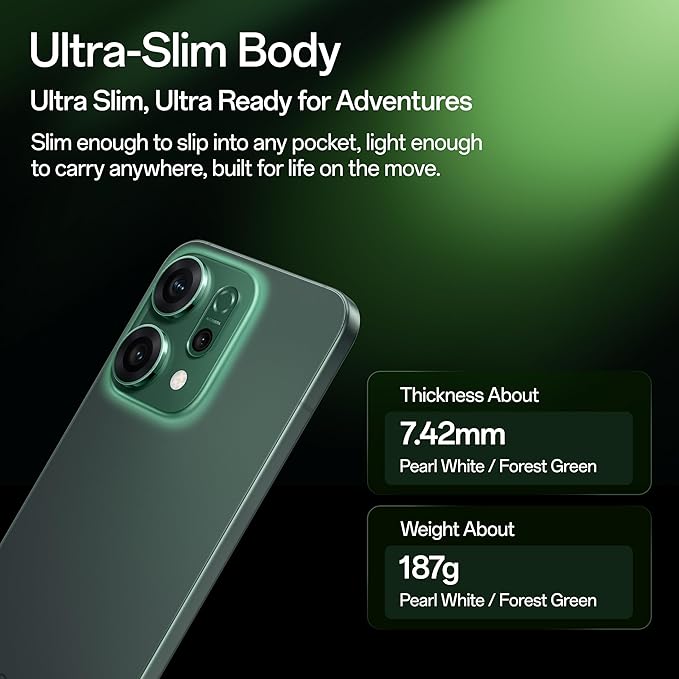 Ultra-Slim Body
Ultra Slim, Ultra Ready for Adventures
Slim enough to slip into any pocket, light enough
to carry anywhere, built for life on the move.
Thickness About
7.42mm
Pearl White / Forest Green
Weight About
187g
Pearl White / Forest Green